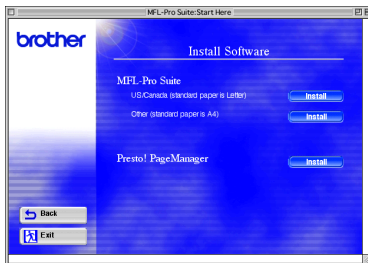 MFL-Pro Suite:Start Here
brother
Install Software
MFL-Pro Suite
US/Canada (standard paper is Letter)
Install
Other (standard paper is A4)
Install
Presto! PageManager
Install
Back
Exit